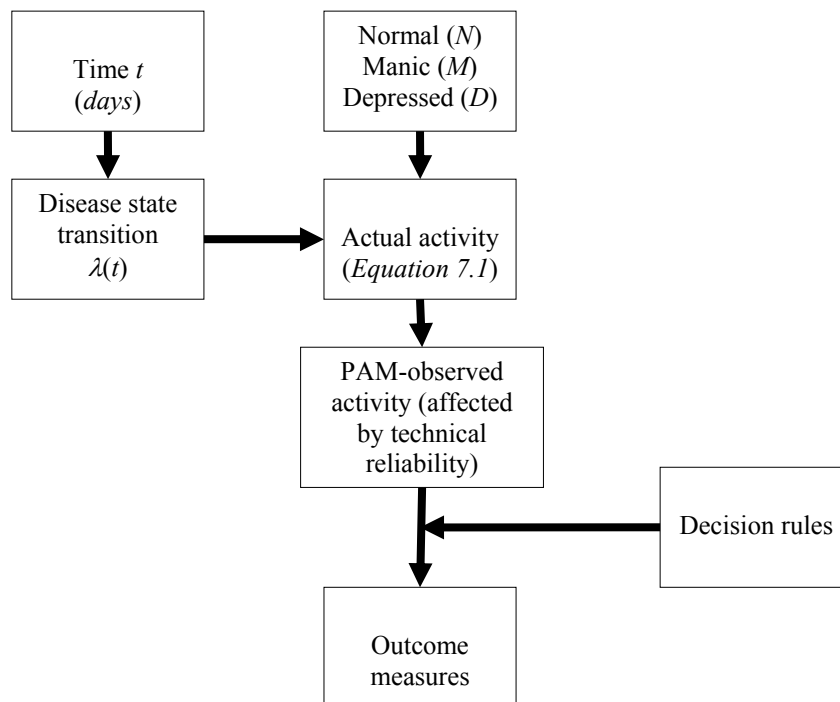 Time t
(days)
Normal (N)
Manic (M)
Depressed (D)
Disease state
transition
λ(t)
Actual activity
(Equation 7.1)
PAM-observed
activity (affected
by technical
reliability)
Decision rules
Outcome
measures